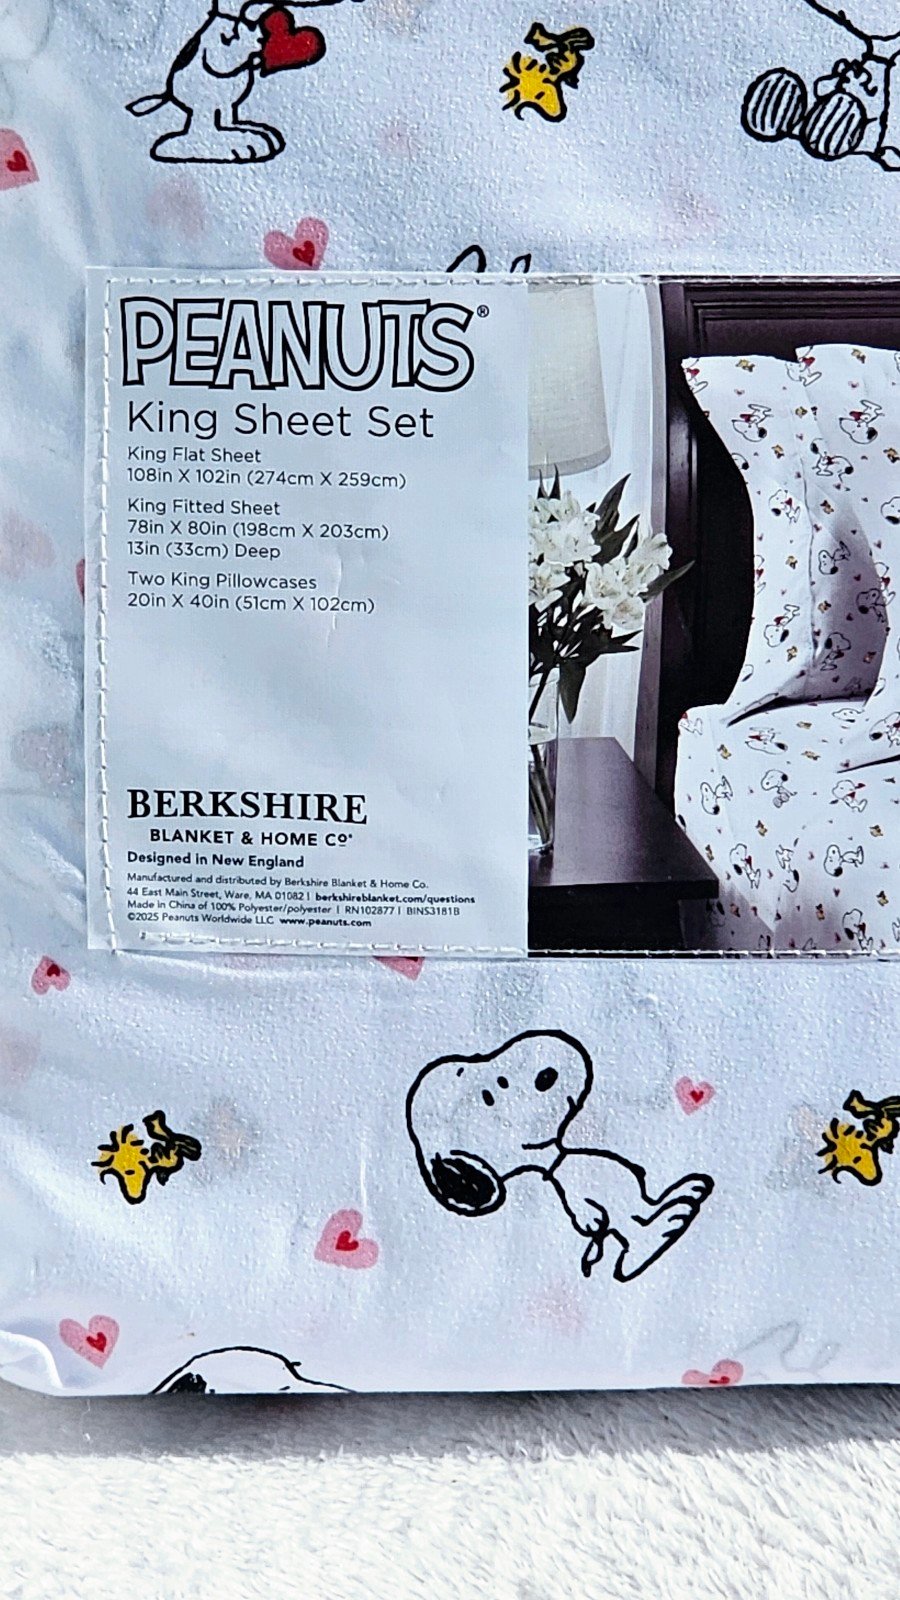 PEANUTS®
King Sheet Set
King Flat Sheet
108in X 102in (274cm X 259cm)
King Fitted Sheet
78in X 80in (198cm X 203cm)
13in (33cm) Deep
Two King Pillowcases
20in X 40in (51cm X 102cm)
BERKSHIRE
BLANKET & HOME Cº®
Designed in New England
Manufactured and distributed by Berkshire Blanket & Home Co.
44 East Main Street, Ware, MA 01082 | berkshireblanket.com/questions
Made in China of 100% Polyester/polyester | RN102877 | BINS3181B
©2025 Peanuts Worldwide LLC www.peanuts.com